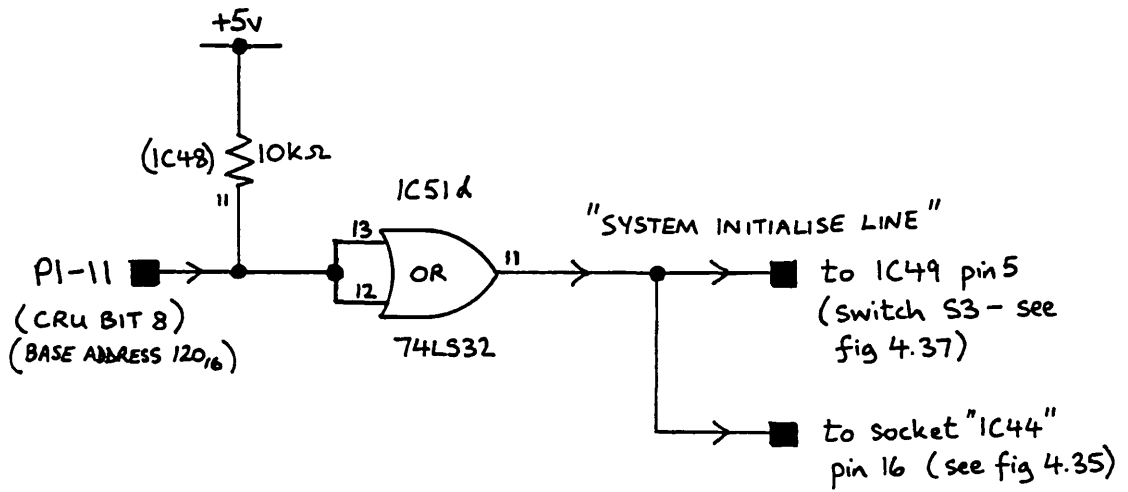 +5v
(IC48)
10kΩ
11
IC51d
"SYSTEM INITIALISE LINE"
13
12
OR
11
74LS32
P1-11
(CRU BIT 8)
(BASE ADDRESS 120₁₆)
to IC49 pin 5
(switch S3 - see
fig 4.37)
to socket "IC44"
pin 16 (see fig 4.35)